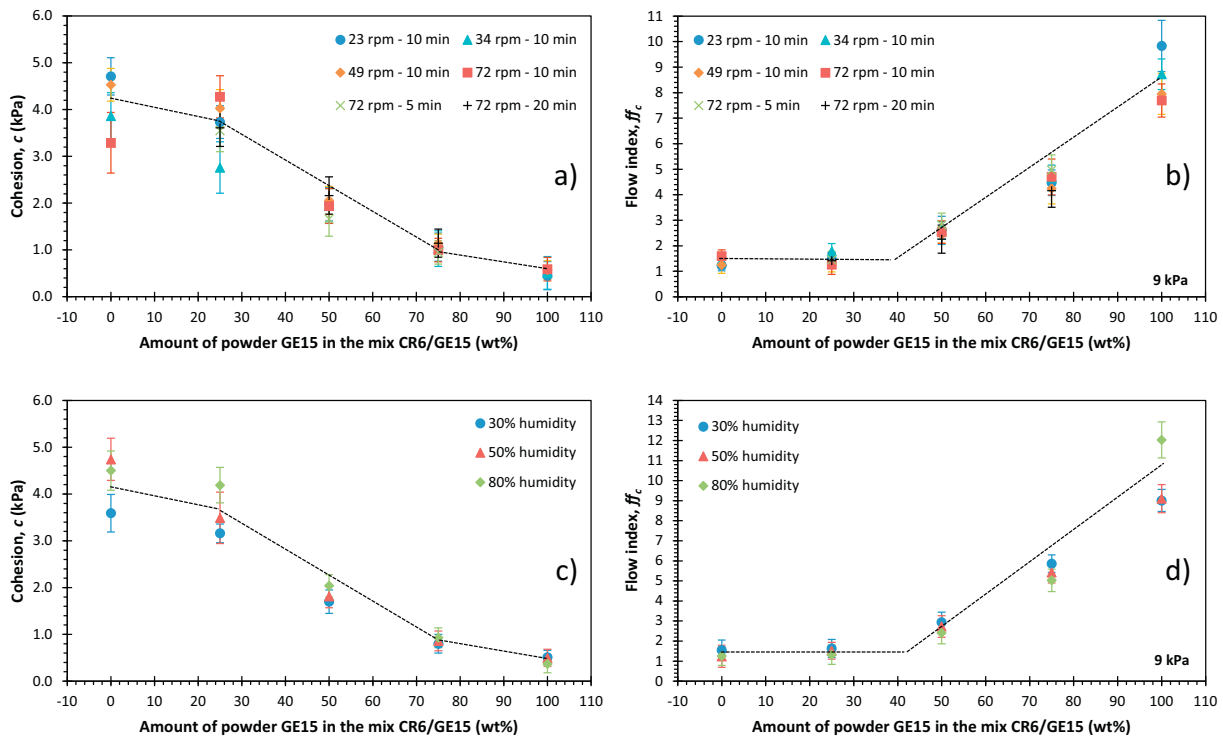 6.0
5.0
4.0
3.0
2.0
1.0
0.0
Cohesion, c (kPa)
23 rpm - 10 min
34 rpm - 10 min
49 rpm - 10 min
72 rpm - 10 min
72 rpm - 5 min
72 rpm - 20 min
a)
-10 0 10 20 30 40 50 60 70 80 90 100 110
Amount of powder GE15 in the mix CR6/GE15 (wt%)
11
10
9
8
7
6
5
4
3
2
1
0
Flow index, ff_c
23 rpm - 10 min
34 rpm - 10 min
49 rpm - 10 min
72 rpm - 10 min
72 rpm - 5 min
72 rpm - 20 min
b)
9 kPa
-10 0 10 20 30 40 50 60 70 80 90 100 110
Amount of powder GE15 in the mix CR6/GE15 (wt%)
6.0
5.0
4.0
3.0
2.0
1.0
0.0
Cohesion, c (kPa)
30% humidity
50% humidity
80% humidity
c)
-10 0 10 20 30 40 50 60 70 80 90 100 110
Amount of powder GE15 in the mix CR6/GE15 (wt%)
14
13
12
11
10
9
8
7
6
5
4
3
2
1
0
Flow index, ff_c
30% humidity
50% humidity
80% humidity
d)
9 kPa
-10 0 10 20 30 40 50 60 70 80 90 100 110
Amount of powder GE15 in the mix CR6/GE15 (wt%)